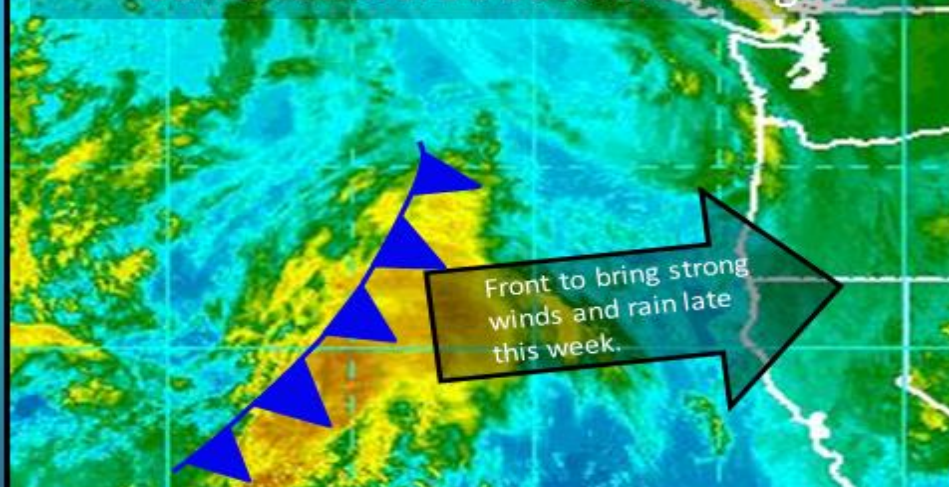 Front to bring strong
winds and rain late
this week.